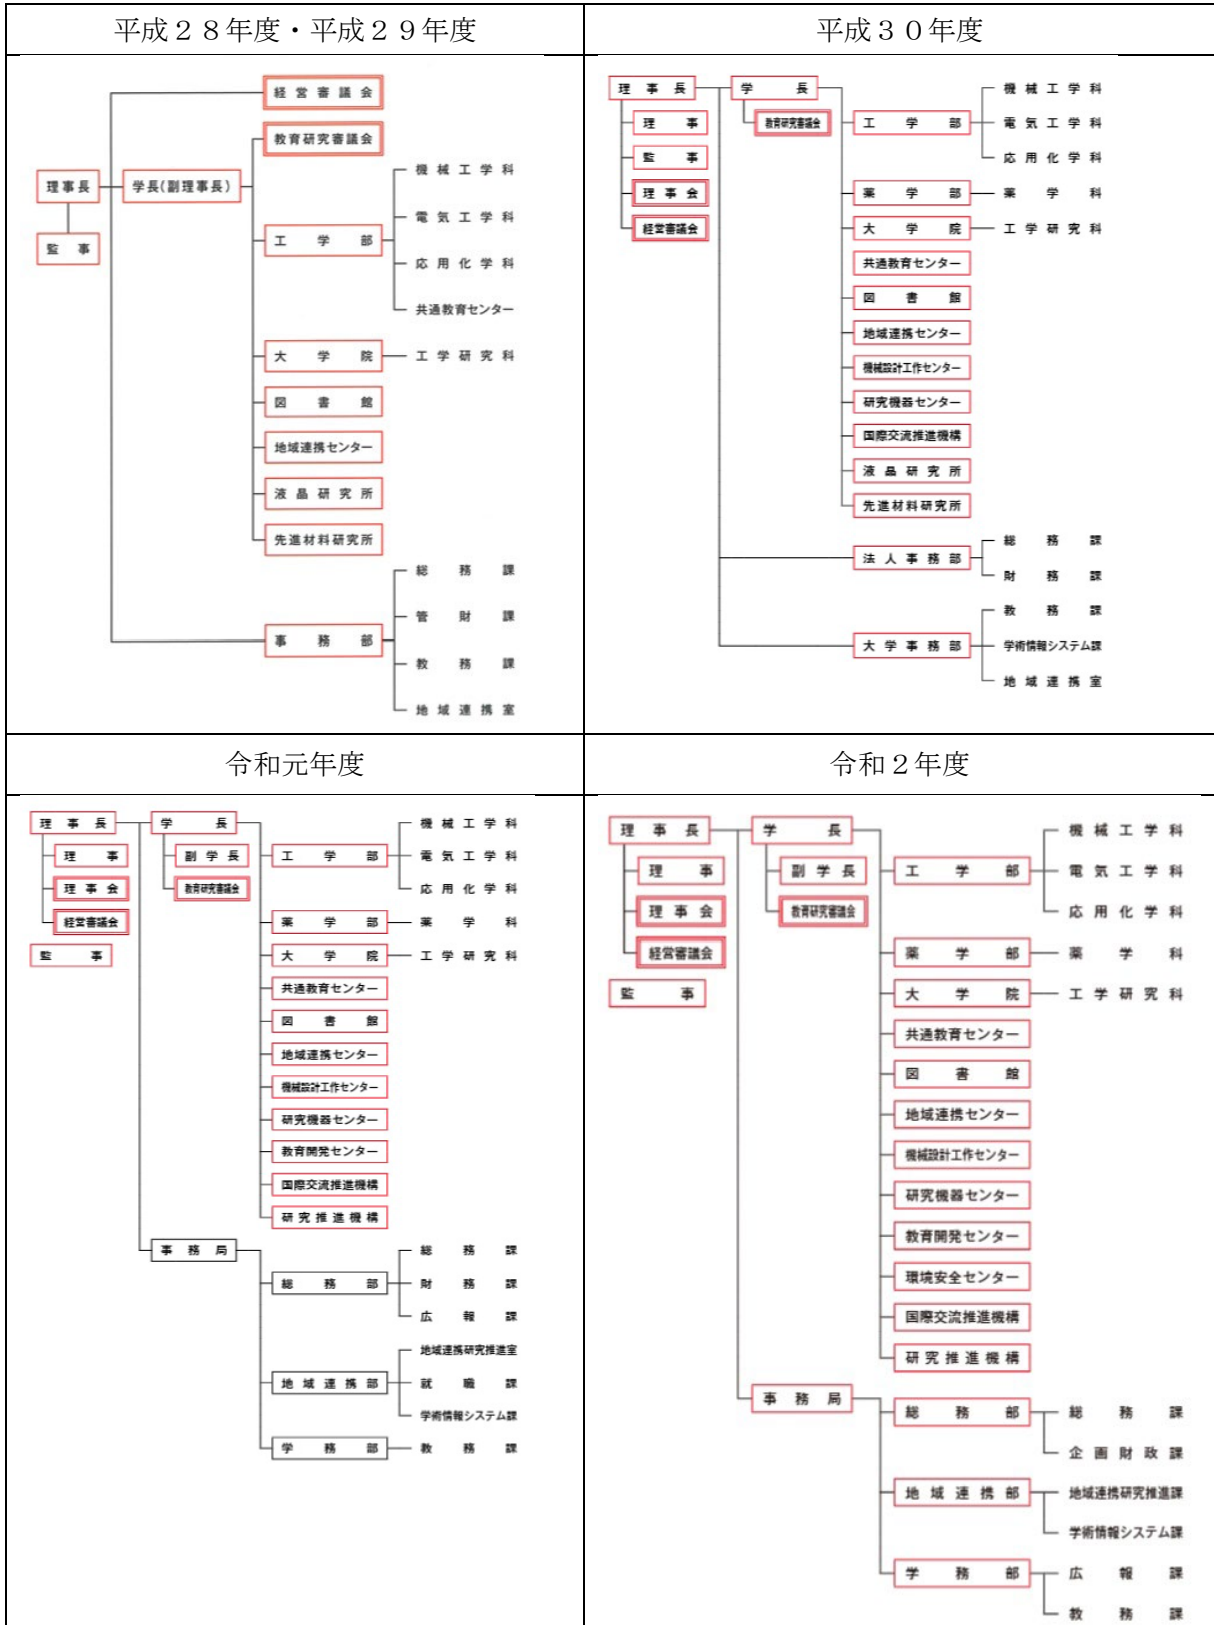 平成２８年度・平成２９年度
経営審議会
教育研究審議会
理事長
学長(副理事長)
監事
機械工学科
電気工学科
工学部
応用化学科
共通教育センター
大学院
工学研究科
図書館
地域連携センター
液晶研究所
先進材料研究所
総務課
管財課
事務部
教務課
地域連携室
平成３０年度
理事長
学長
機械工学科
理事
教育研究審議会
工学部
電気工学科
監事
応用化学科
理事会
薬学部
薬学科
経営審議会
大学院
工学研究科
共通教育センター
図書館
地域連携センター
機械設計工作センター
研究機器センター
国際交流推進機構
液晶研究所
先進材料研究所
総務課
法人事務部
財務課
教務課
大学事務部
学術情報システム課
地域連携室
令和元年度
理事長
学長
機械工学科
理事
副学長
工学部
電気工学科
理事会
教育研究審議会
応用化学科
経営審議会
薬学部
薬学科
監事
大学院
工学研究科
共通教育センター
図書館
地域連携センター
機械設計工作センター
研究機器センター
教育開発センター
国際交流推進機構
研究推進機構
事務局
総務課
総務部
財務課
広報課
地域連携研究推進室
地域連携部
就職課
学術情報システム課
学務部
教務課
令和２年度
理事長
学長
機械工学科
理事
副学長
工学部
電気工学科
理事会
教育研究審議会
応用化学科
経営審議会
薬学部
薬学科
監事
大学院
工学研究科
共通教育センター
図書館
地域連携センター
機械設計工作センター
研究機器センター
教育開発センター
環境安全センター
国際交流推進機構
研究推進機構
事務局
総務部
総務課
企画財政課
地域連携部
地域連携研究推進課
学術情報システム課
学務部
広報課
教務課